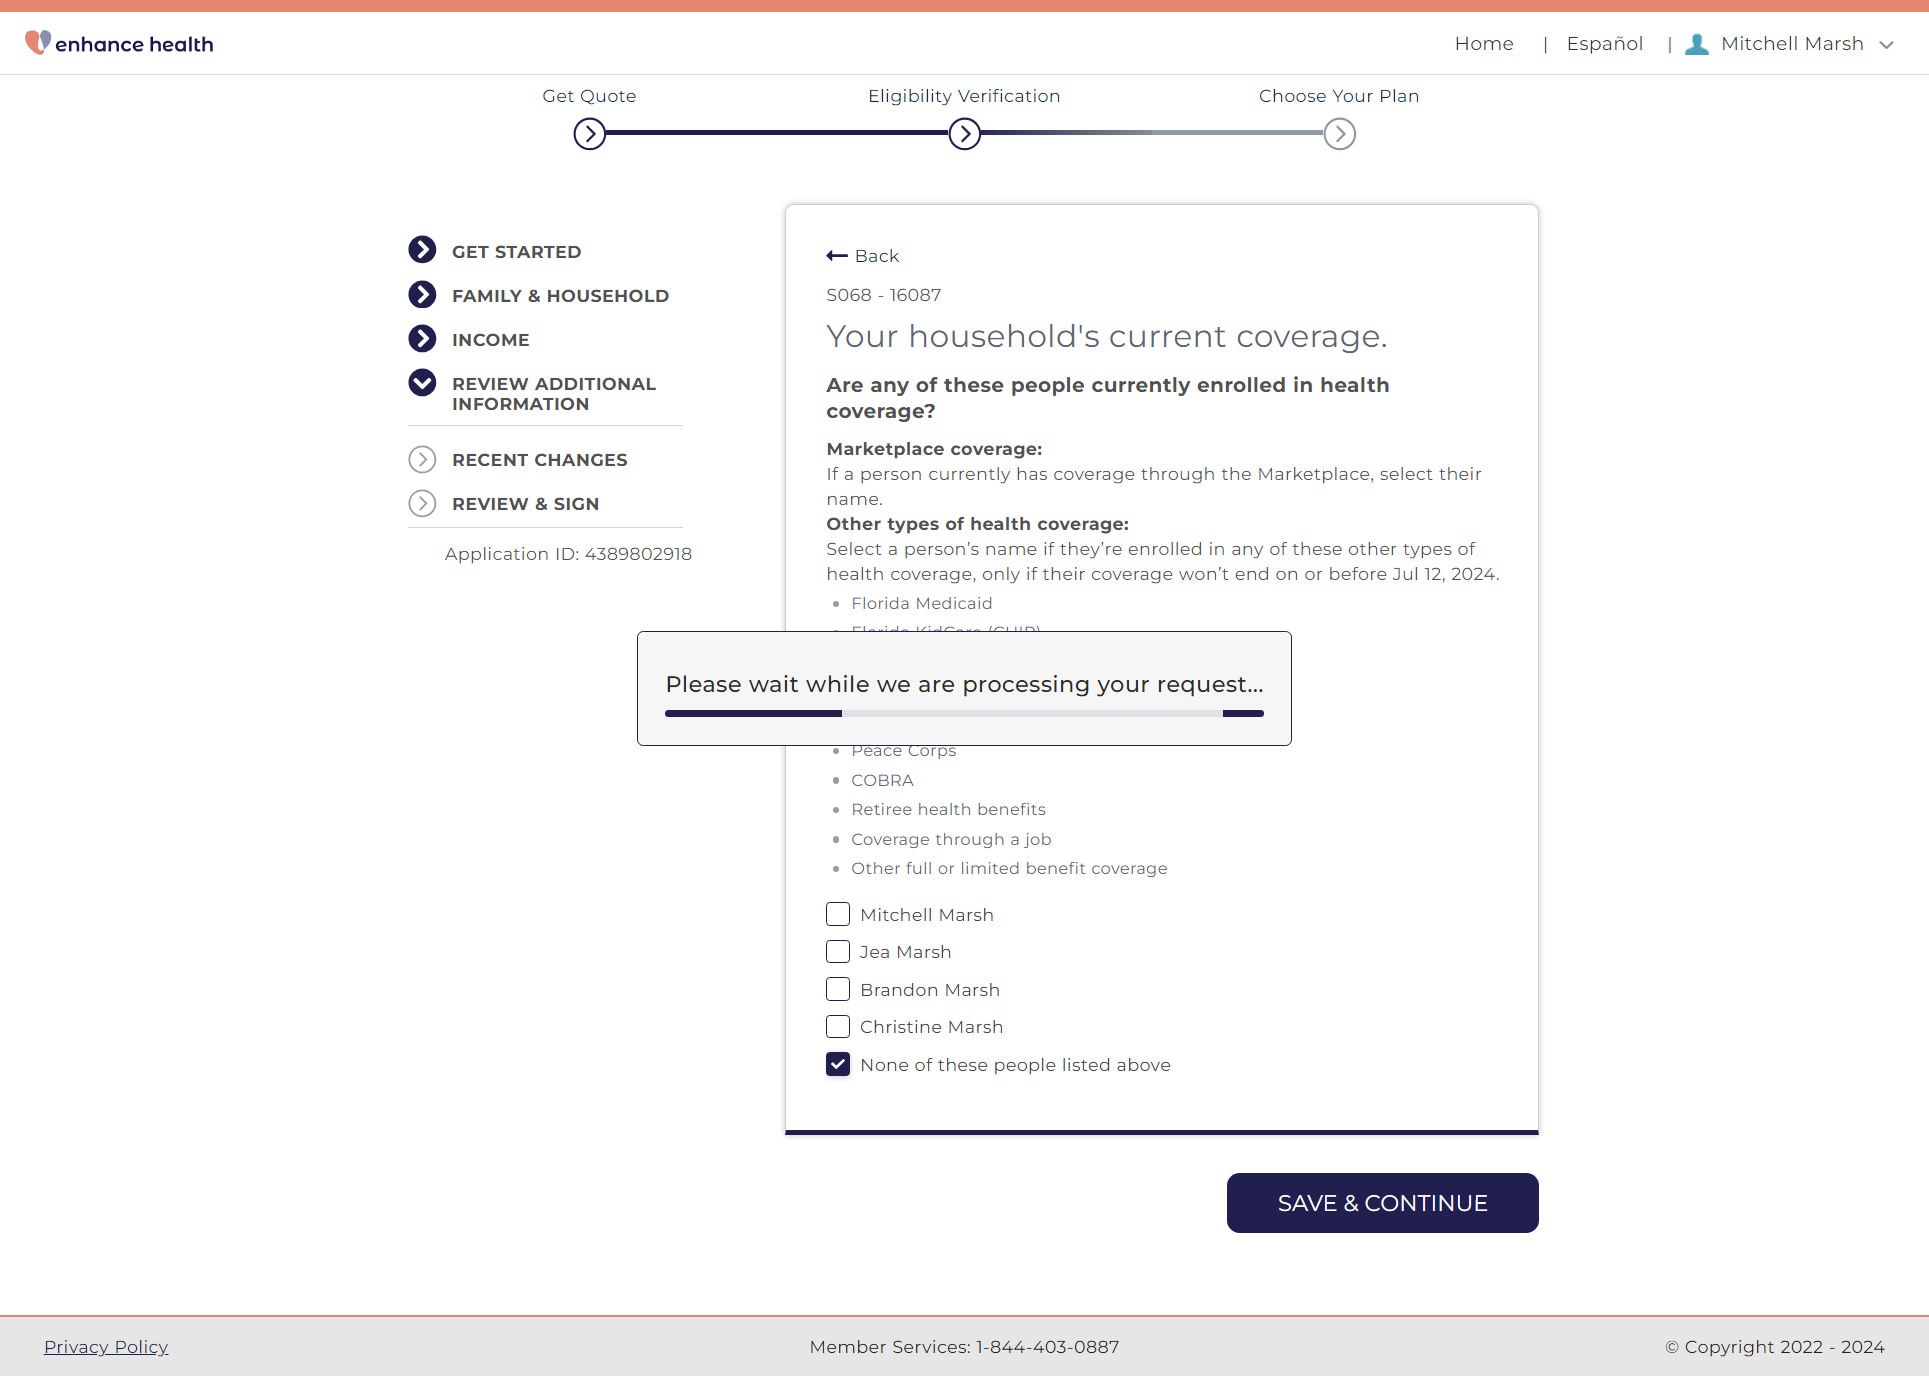 enhance health
Home | Español | Mitchell Marsh
Get Quote
Eligibility Verification
Choose Your Plan
GET STARTED
FAMILY & HOUSEHOLD
INCOME
REVIEW ADDITIONAL
INFORMATION
RECENT CHANGES
REVIEW & SIGN
Application ID: 4389802918
Back
S068 - 16087
Your household's current coverage.
Are any of these people currently enrolled in health
coverage?
Marketplace coverage:
If a person currently has coverage through the Marketplace, select their
name.
Other types of health coverage:
Select a person’s name if they’re enrolled in any of these other types of
health coverage, only if their coverage won’t end on or before Jul 12, 2024.
• Florida Medicaid
• Florida KidCare (CHIP)
Please wait while we are processing your request...
• Peace Corps
• COBRA
• Retiree health benefits
• Coverage through a job
• Other full or limited benefit coverage
Mitchell Marsh
Jea Marsh
Brandon Marsh
Christine Marsh
None of these people listed above
SAVE & CONTINUE
Privacy Policy
Member Services: 1-844-403-0887
© Copyright 2022 - 2024